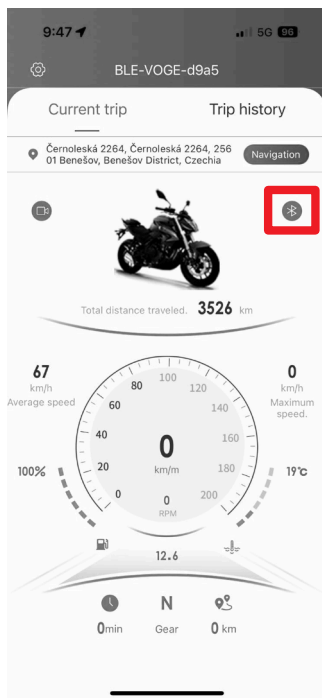 9:47
5G 96
BLE-VOGE-d9a5
Current trip Trip history
Černoleská 2264, Černoleská 2264, 256
01 Benešov, Benešov District, Czechia
Navigation
Total distance traveled. 3526 km
67
km/h
Average speed
0
km/h
Maximum
speed.
0
20
40
60
80
100
120
140
160
180
200
0
km/m
0
RPM
100%
19°C
12.6
0min
N
Gear
0 km